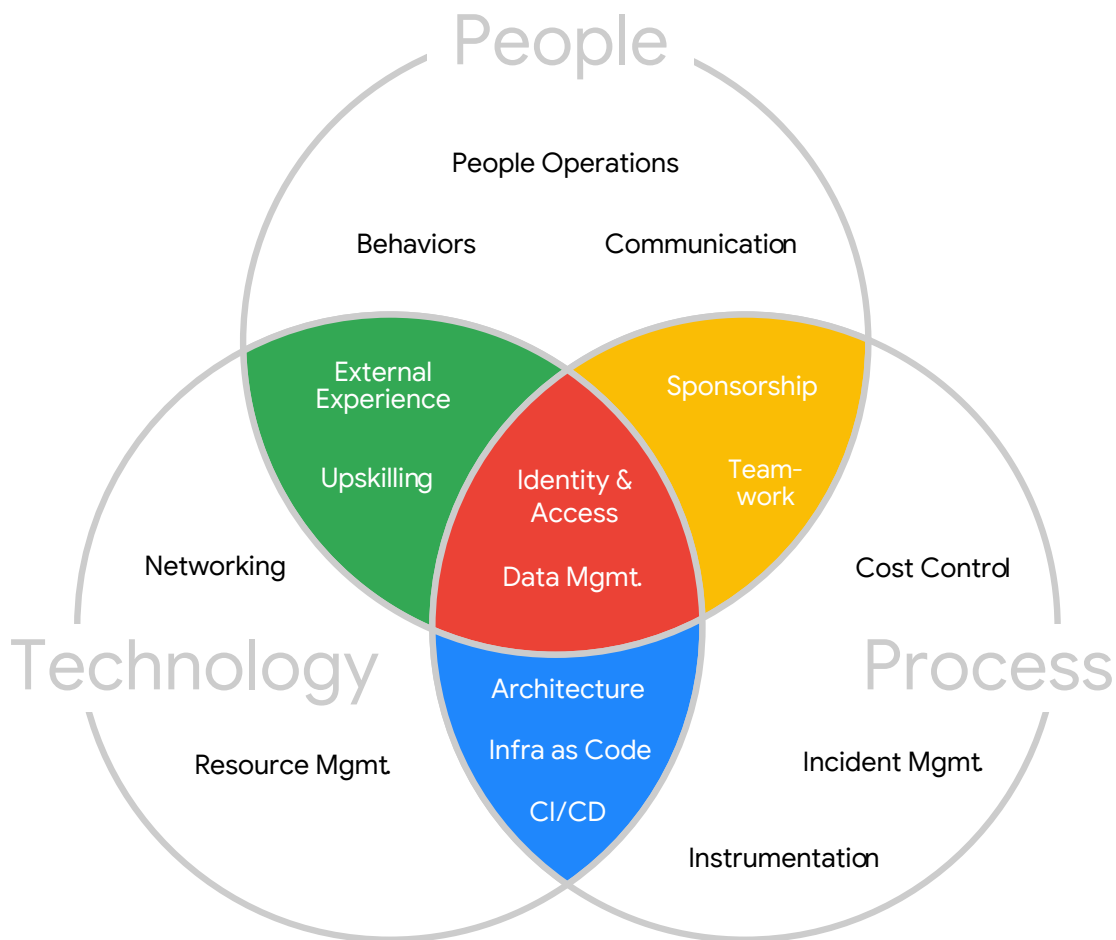 People
People Operations
Behaviors
Communication
External
Experience
Sponsorship
Upskilling
Team-
work
Identity &
Access
Networking
Cost Control
Data Mgmt.
Technology
Process
Architecture
Infra as Code
Resource Mgmt.
Incident Mgmt.
CI/CD
Instrumentation